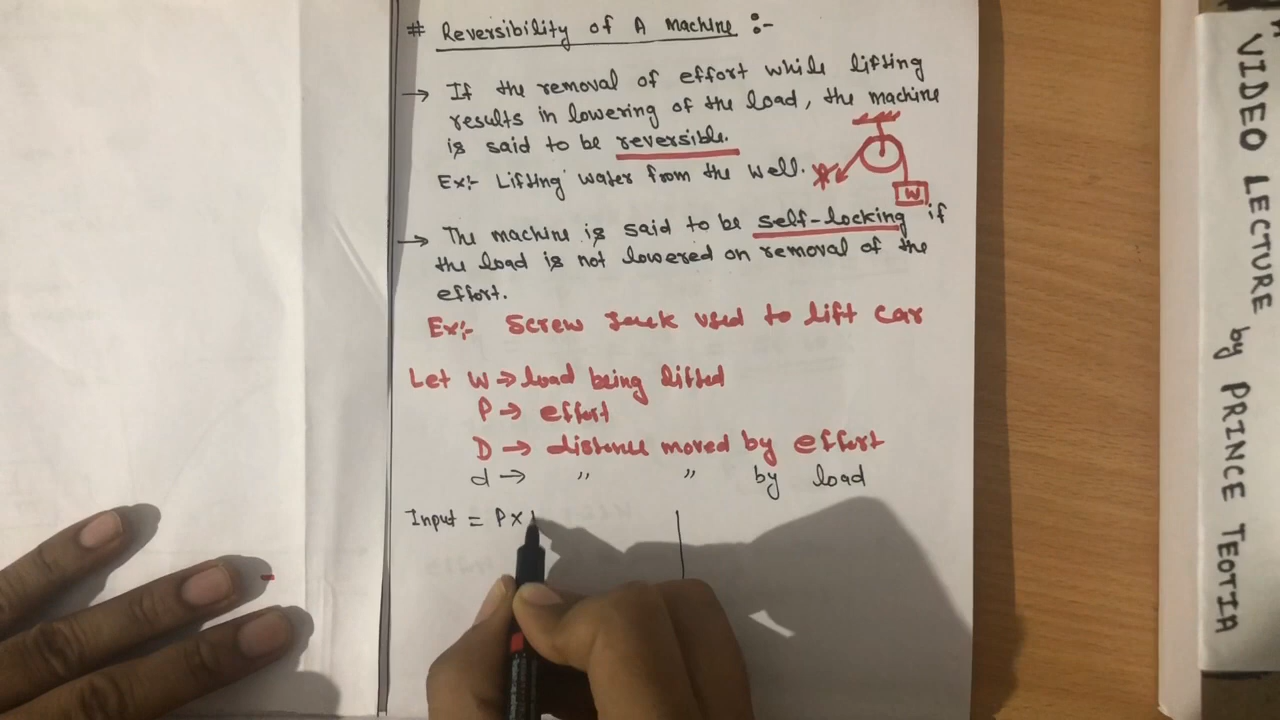 # Reversibility of A Machine :-
→ If the removal of effort while lifting
results in lowering of the load, the machine
is said to be reversible.
Ex:- Lifting water from the well.
W
→ The machine is said to be self-locking if
the load is not lowered on removal of the
effort.
Ex:- Screw Jack used to lift car
Let W → load being lifted
P → effort
D → distance moved by effort
d → " " by load
Input = P×
VIDEO LECTURE by PRINCE TEOTIA